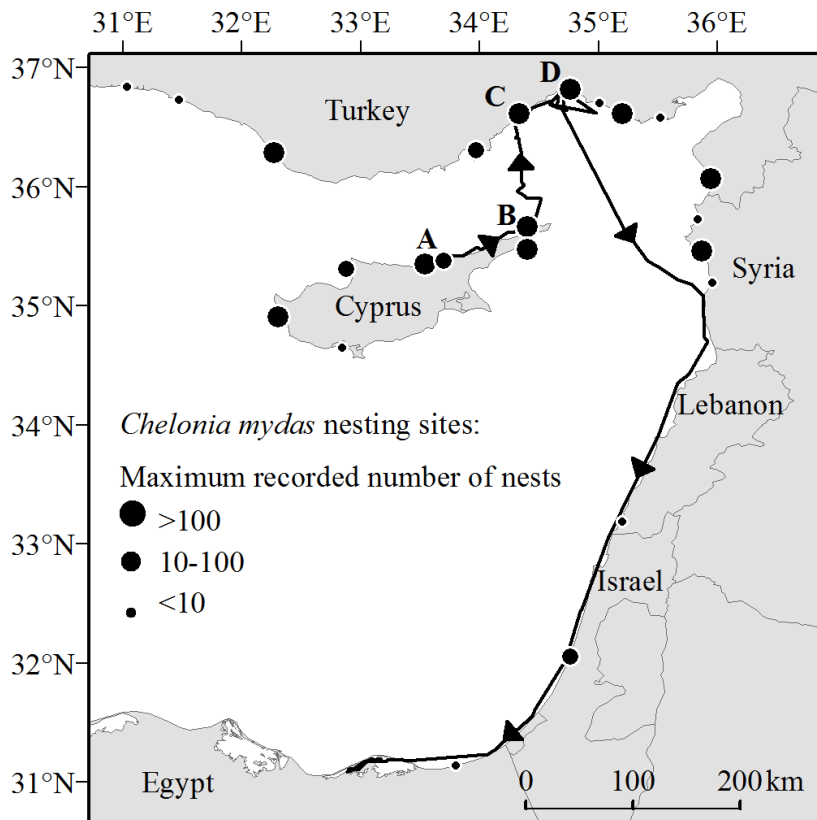 31°E 32°E 33°E 34°E 35°E 36°E
37°N
D
C
Turkey
36°N
B
A
Syria
35°N
Cyprus
Lebanon
34°N
Chelonia mydas nesting sites:
Maximum recorded number of nests
>100
33°N
10-100
Israel
<10
32°N
31°N
Egypt
0 100 200 km